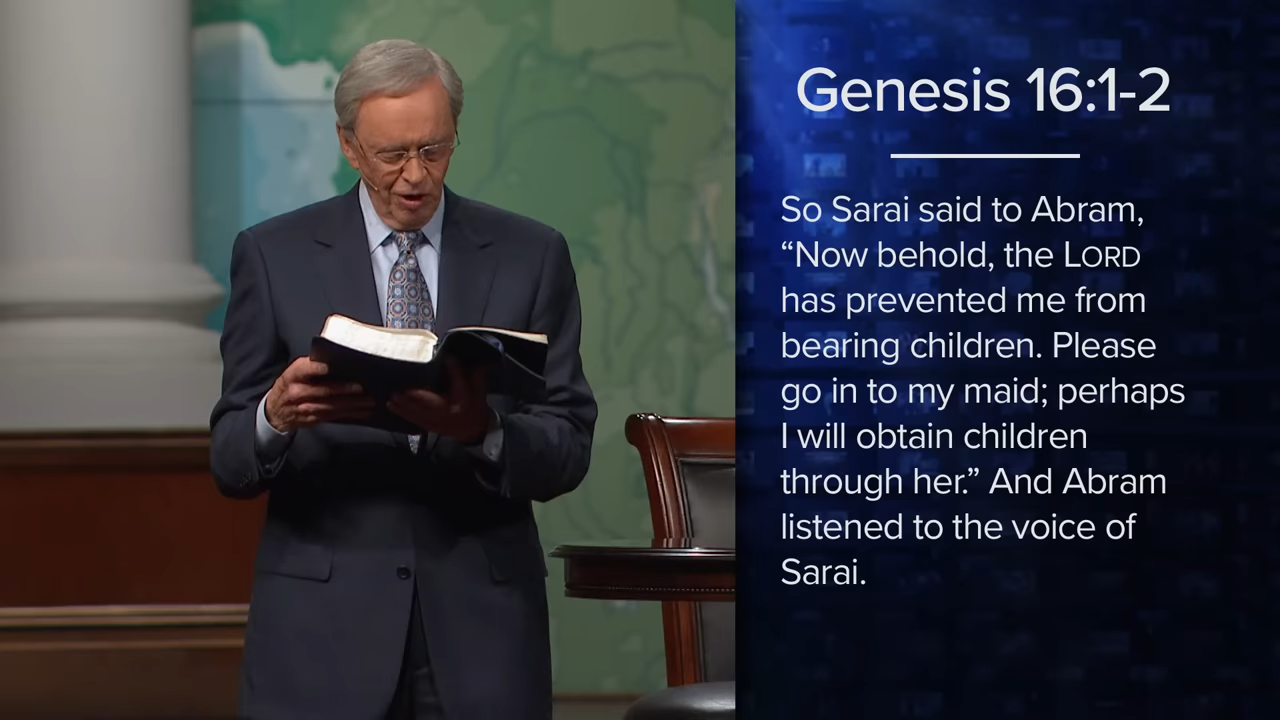 Genesis 16:1-2
So Sarai said to Abram,
“Now behold, the LORD
has prevented me from
bearing children. Please
go in to my maid; perhaps
I will obtain children
through her.” And Abram
listened to the voice of
Sarai.